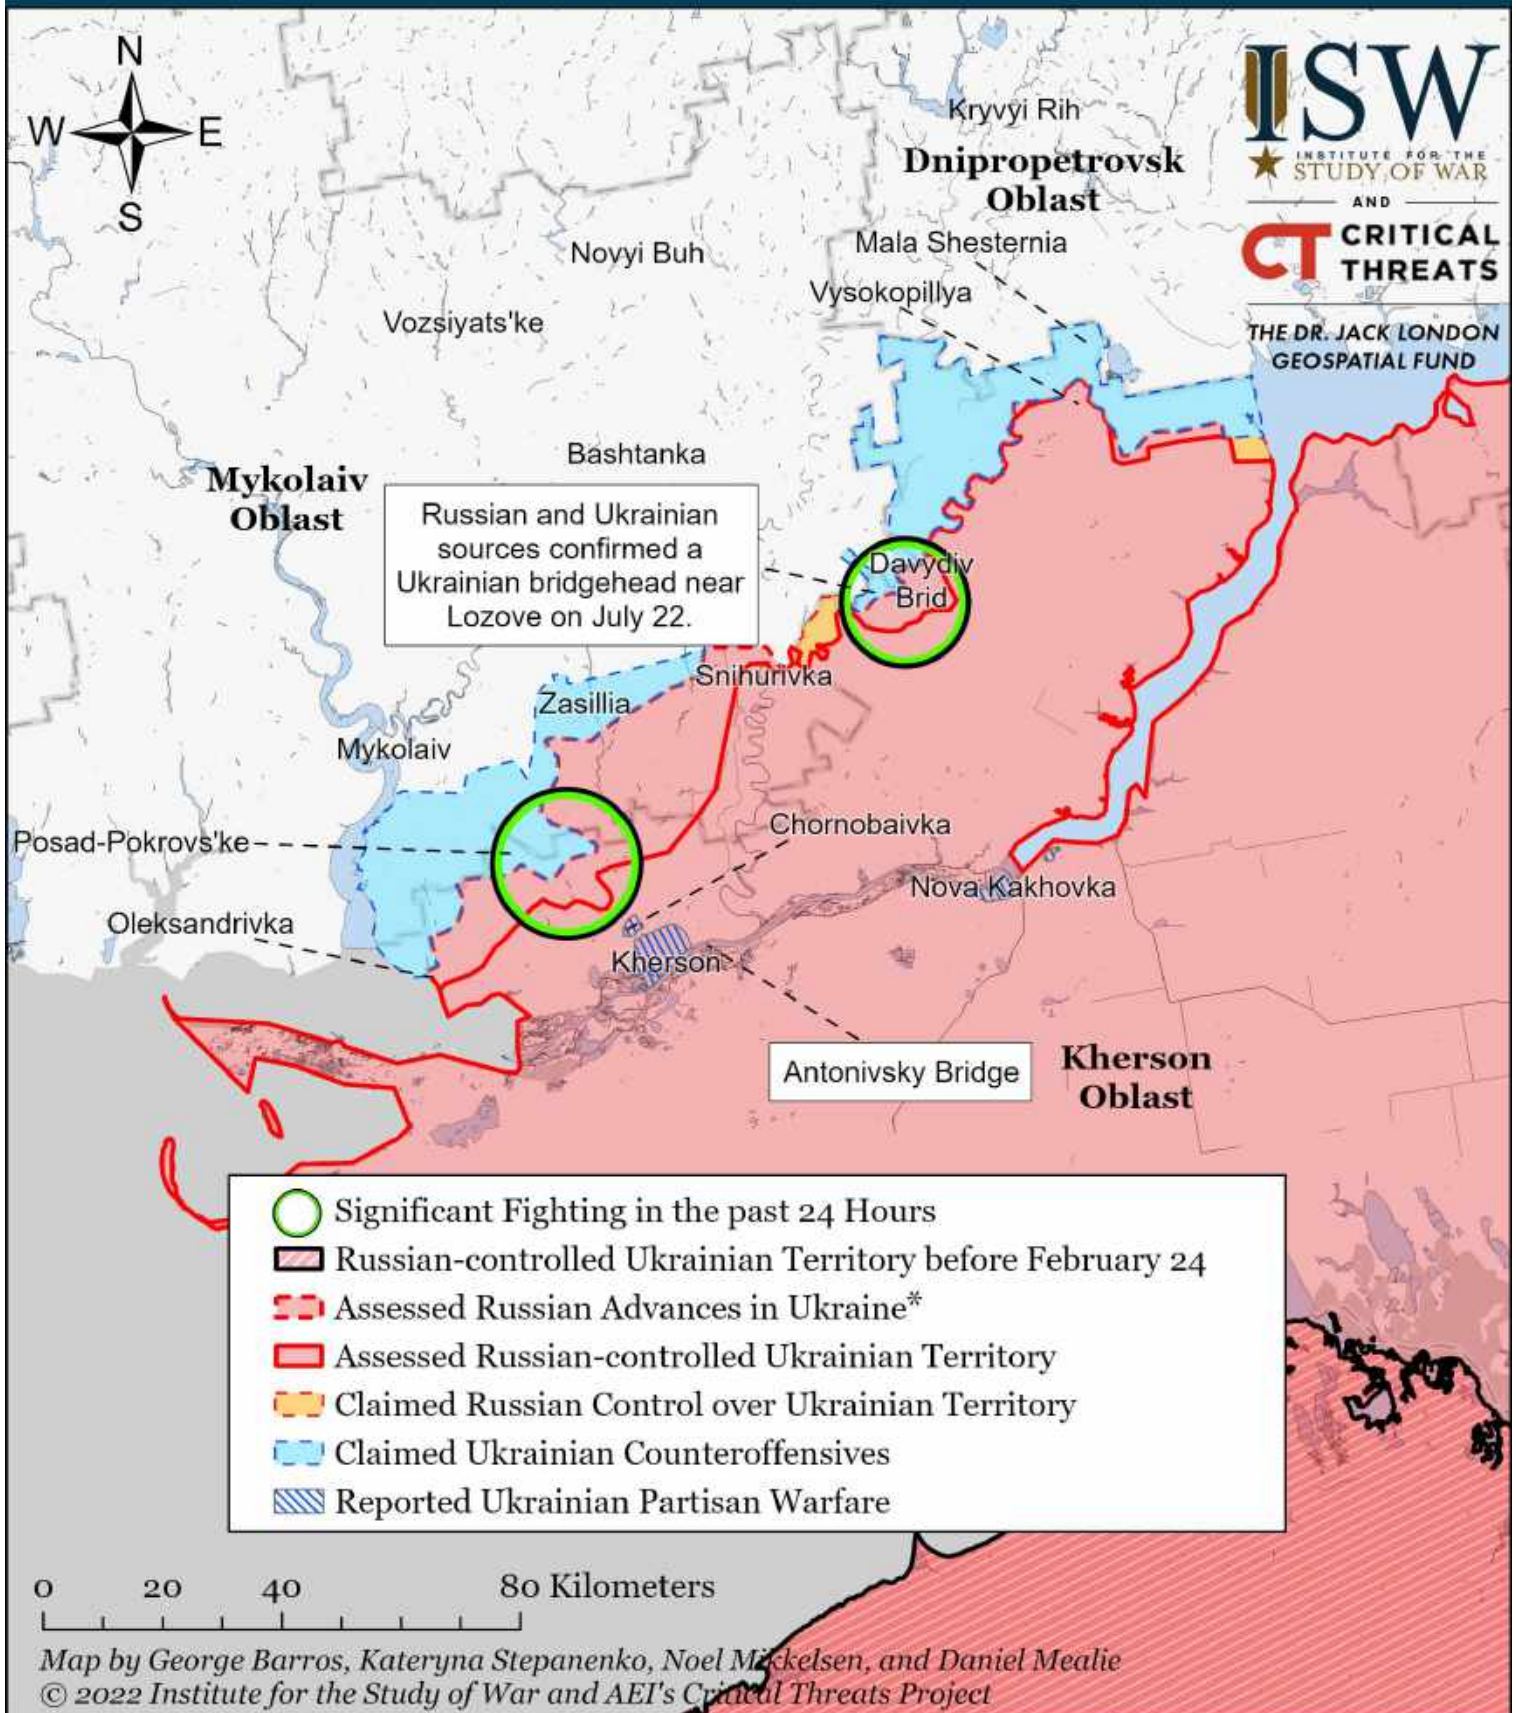 N
W
E
S
ISW
INSTITUTE FOR THE
STUDY OF WAR
AND
CT CRITICAL
THREATS
THE DR. JACK LONDON
GEOSPATIAL FUND
Kryvyi Rih
Dnipropetrovsk
Oblast
Mala Shesternia
Novyi Buh
Vysokopillya
Vozsiyats'ke
Bashtanka
Mykolaiv
Oblast
Russian and Ukrainian
sources confirmed a
Ukrainian bridgehead near
Lozove on July 22.
Davydiv
Brid
Snihurivka
Zasillia
Mykolaiv
Chornobaivka
Posad-Pokrovs'ke
Nova Kakhovka
Oleksandrivka
Kherson
Antonivsky Bridge
Kherson
Oblast
Significant Fighting in the past 24 Hours
Russian-controlled Ukrainian Territory before February 24
Assessed Russian Advances in Ukraine*
Assessed Russian-controlled Ukrainian Territory
Claimed Russian Control over Ukrainian Territory
Claimed Ukrainian Counteroffensives
Reported Ukrainian Partisan Warfare
0 20 40 80 Kilometers
Map by George Barros, Kateryna Stepanenko, Noel Mikkelsen, and Daniel Mealie
© 2022 Institute for the Study of War and AEI's Critical Threats Project